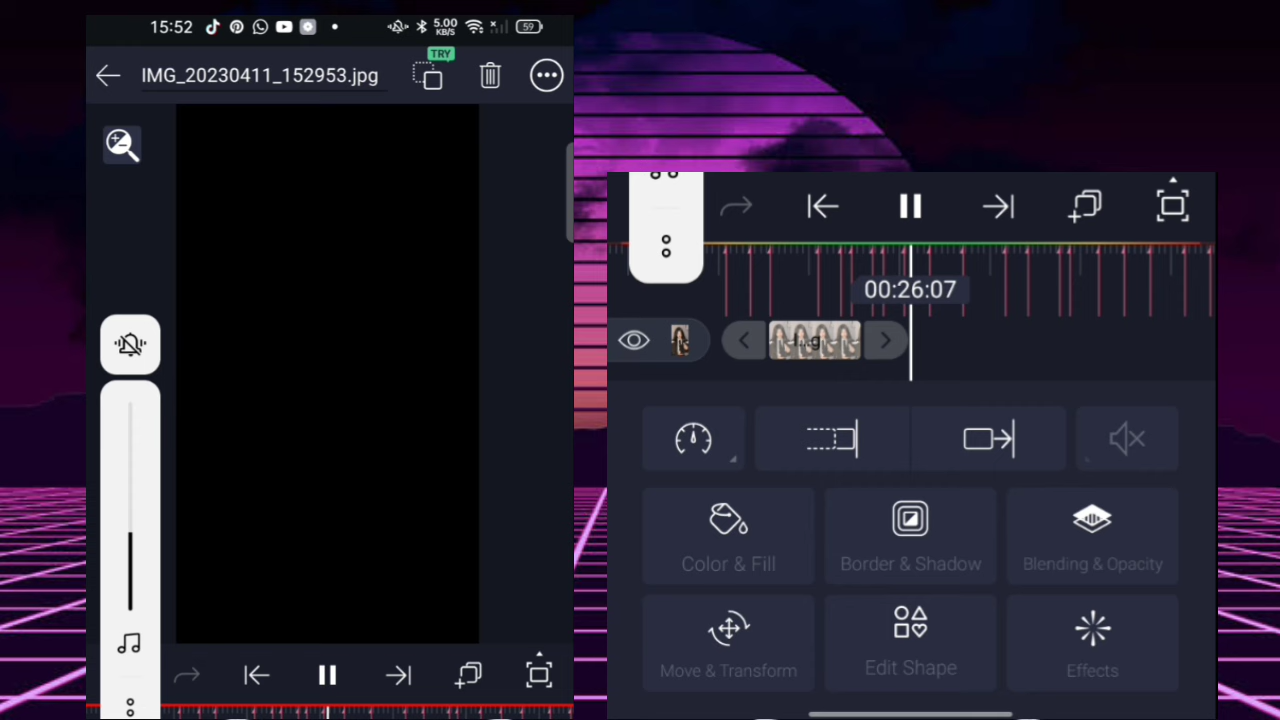 15:52
5.00
KB/S
59
TRY
IMG_20230411_152953.jpg
00:26:07
Color & Fill
Border & Shadow
Blending & Opacity
Move & Transform
Edit Shape
Effects